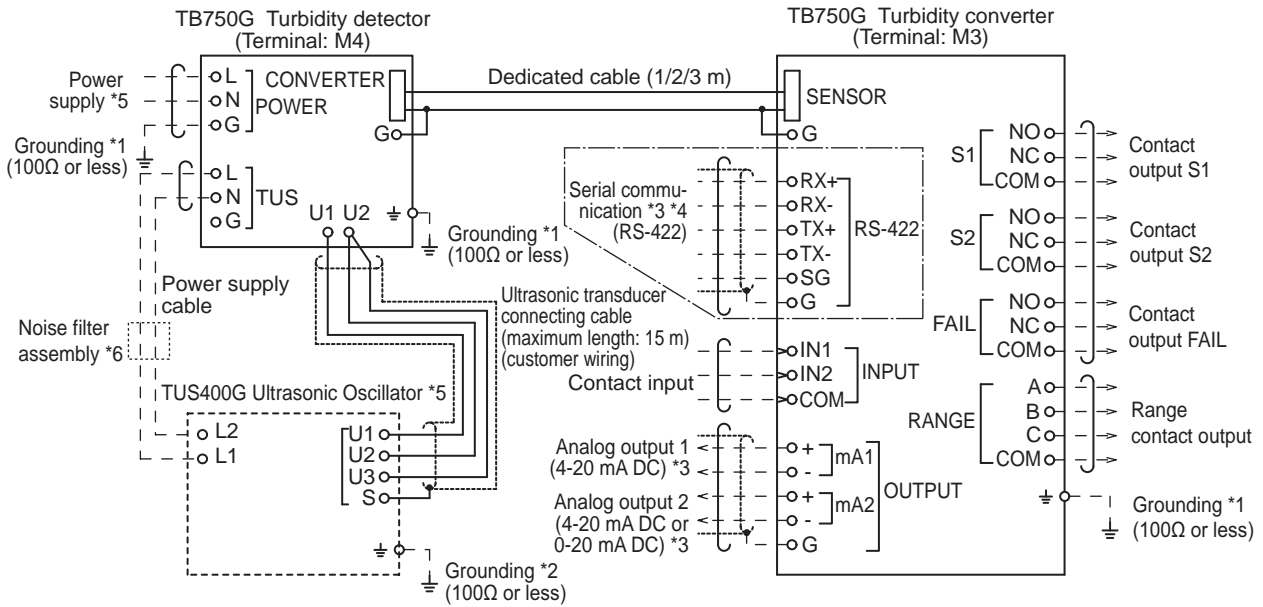 TB750G Turbidity detector
(Terminal: M4)
TB750G Turbidity converter
(Terminal: M3)
Power
supply *5
L
N
G
CONVERTER
POWER
G
Dedicated cable (1/2/3 m)
SENSOR
G
Grounding *1
(100Ω or less)
L
N
G
TUS
U1 U2
Grounding *1
(100Ω or less)
Serial commu-
nication *3 *4
(RS-422)
RX+
RX-
TX+
TX-
SG
G
RS-422
S1
NO
NC
COM
Contact
output S1
S2
NO
NC
COM
Contact
output S2
FAIL
NO
NC
COM
Contact
output FAIL
Power supply
cable
Noise filter
assembly *6
Ultrasonic transducer
connecting cable
(maximum length: 15 m)
(customer wiring)
Contact input
IN1
IN2
COM
INPUT
RANGE
A
B
C
COM
Range
contact output
TUS400G Ultrasonic Oscillator *5
L2
L1
U1
U2
U3
S
Analog output 1
(4-20 mA DC) *3
Analog output 2
(4-20 mA DC or
0-20 mA DC) *3
+
-
mA1
+
-
mA2
G
OUTPUT
Grounding *1
(100Ω or less)
Grounding *2
(100Ω or less)